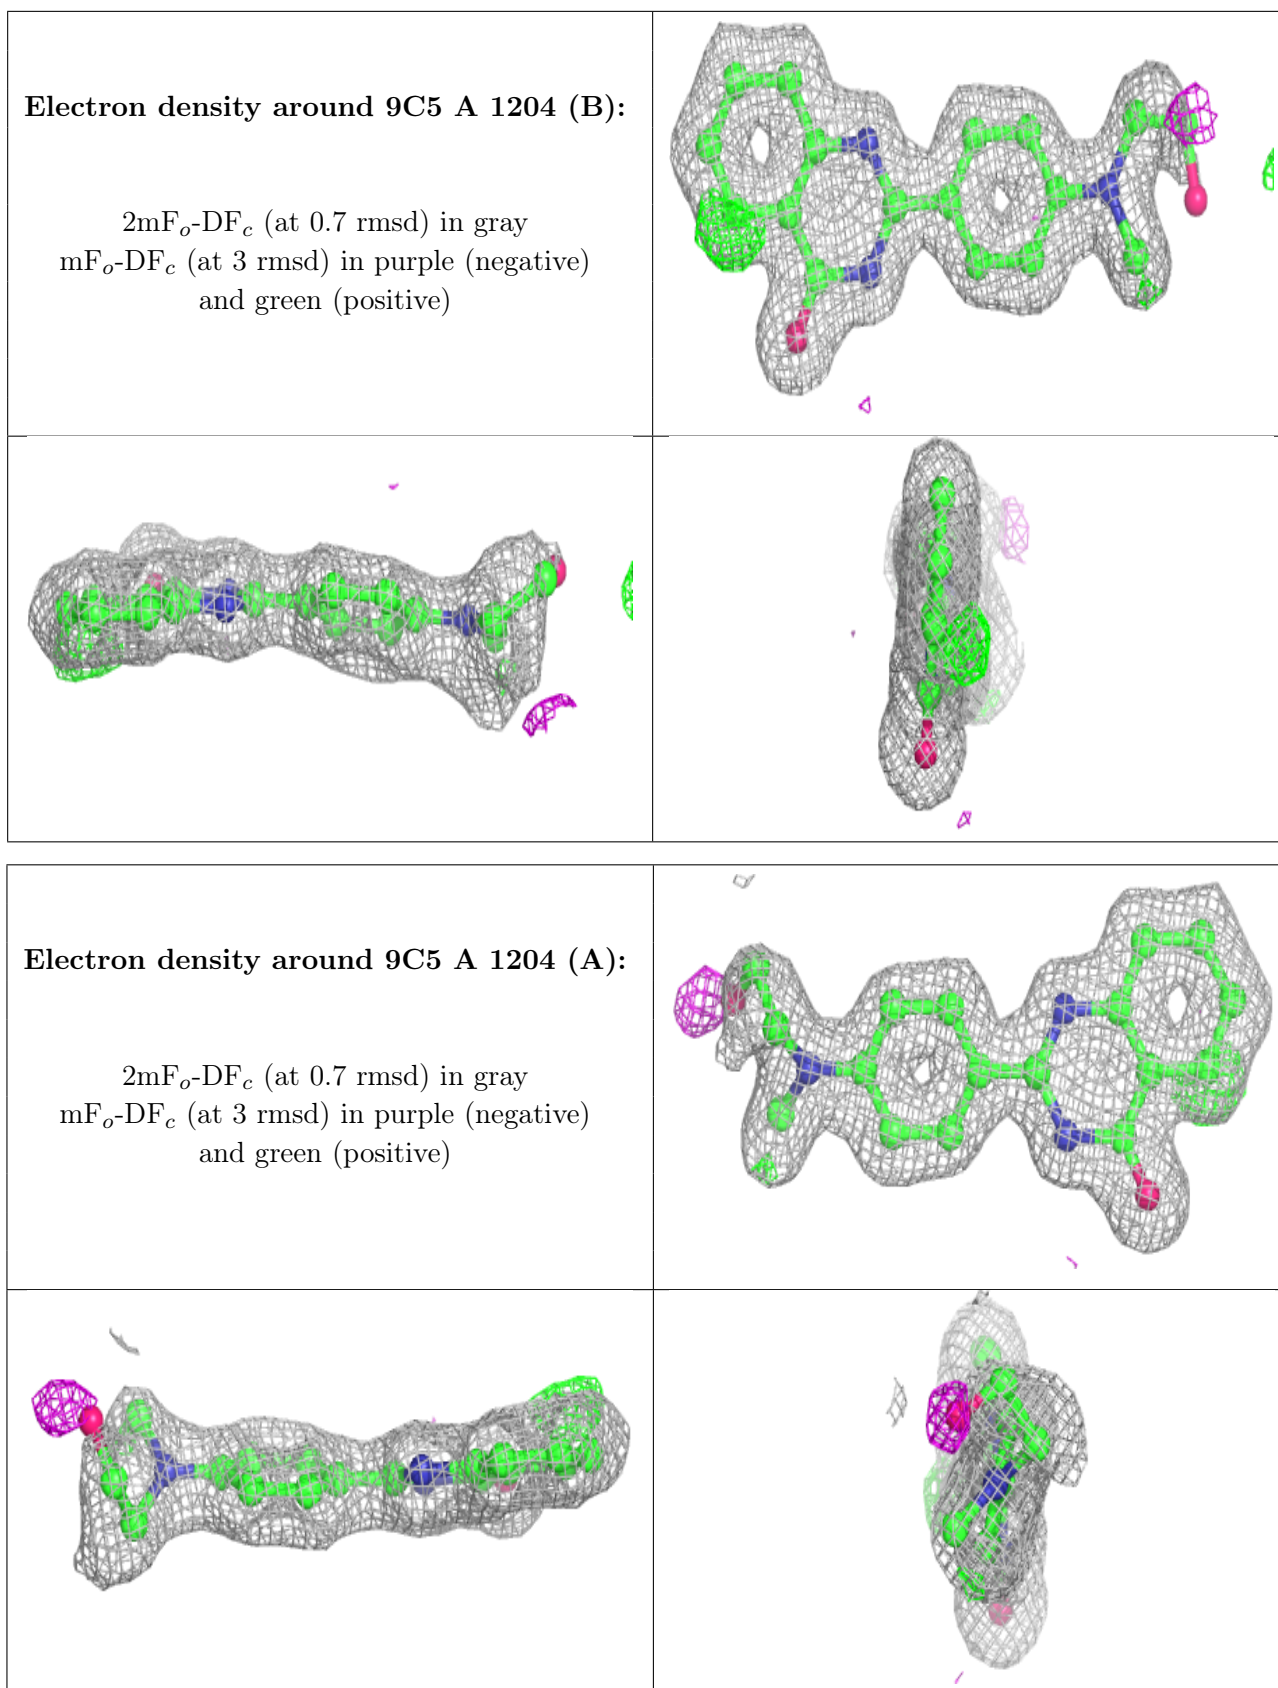 Electron density around 9C5 A 1204 (B):
2mFo-DFc (at 0.7 rmsd) in gray
mFo-DFc (at 3 rmsd) in purple (negative)
and green (positive)
Electron density around 9C5 A 1204 (A):
2mFo-DFc (at 0.7 rmsd) in gray
mFo-DFc (at 3 rmsd) in purple (negative)
and green (positive)